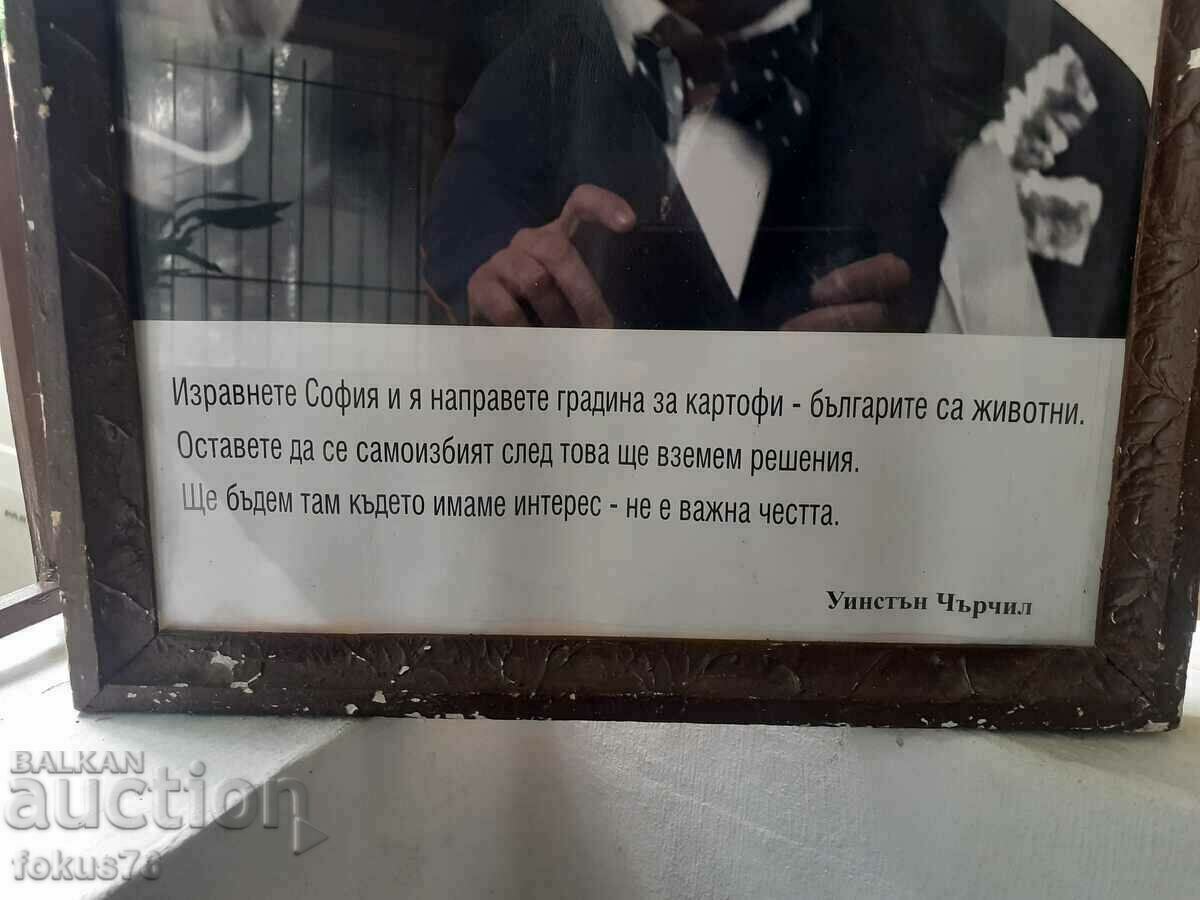 Изравнете София и я направете градина за картофи - българите са животни.
Оставете да се самоизбият след това ще вземем решения.
Ще бъдем там където имаме интерес - не е важна честта.
Уинстън Чърчил
BALKAN
auction
fokus76